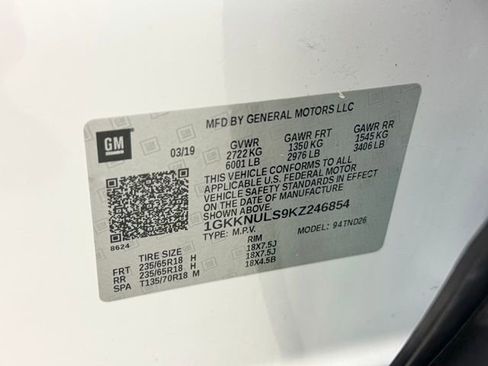 MFD BY GENERAL MOTORS LLC
GM
03/19 GVWR GAWR FRT GAWR RR
2722 KG 1350 KG 1545 KG
6001 LB 2976 LB 3406 LB
THIS VEHICLE CONFORMS TO ALL
APPLICABLE U.S. FEDERAL MOTOR
VEHICLE SAFETY STANDARDS IN EFFECT
ON THE DATE OF MANUFACTURE
SHOWN ABOVE.
1GKKNULS9KZ246854
8624
TYPE: M.P.V. MODEL: 94TND26
TIRE SIZE RIM
FRT 235/65R18 H 18X7.5J
RR 235/65R18 H 18X7.5J
SPA T135/70R18 M 18X4.5B